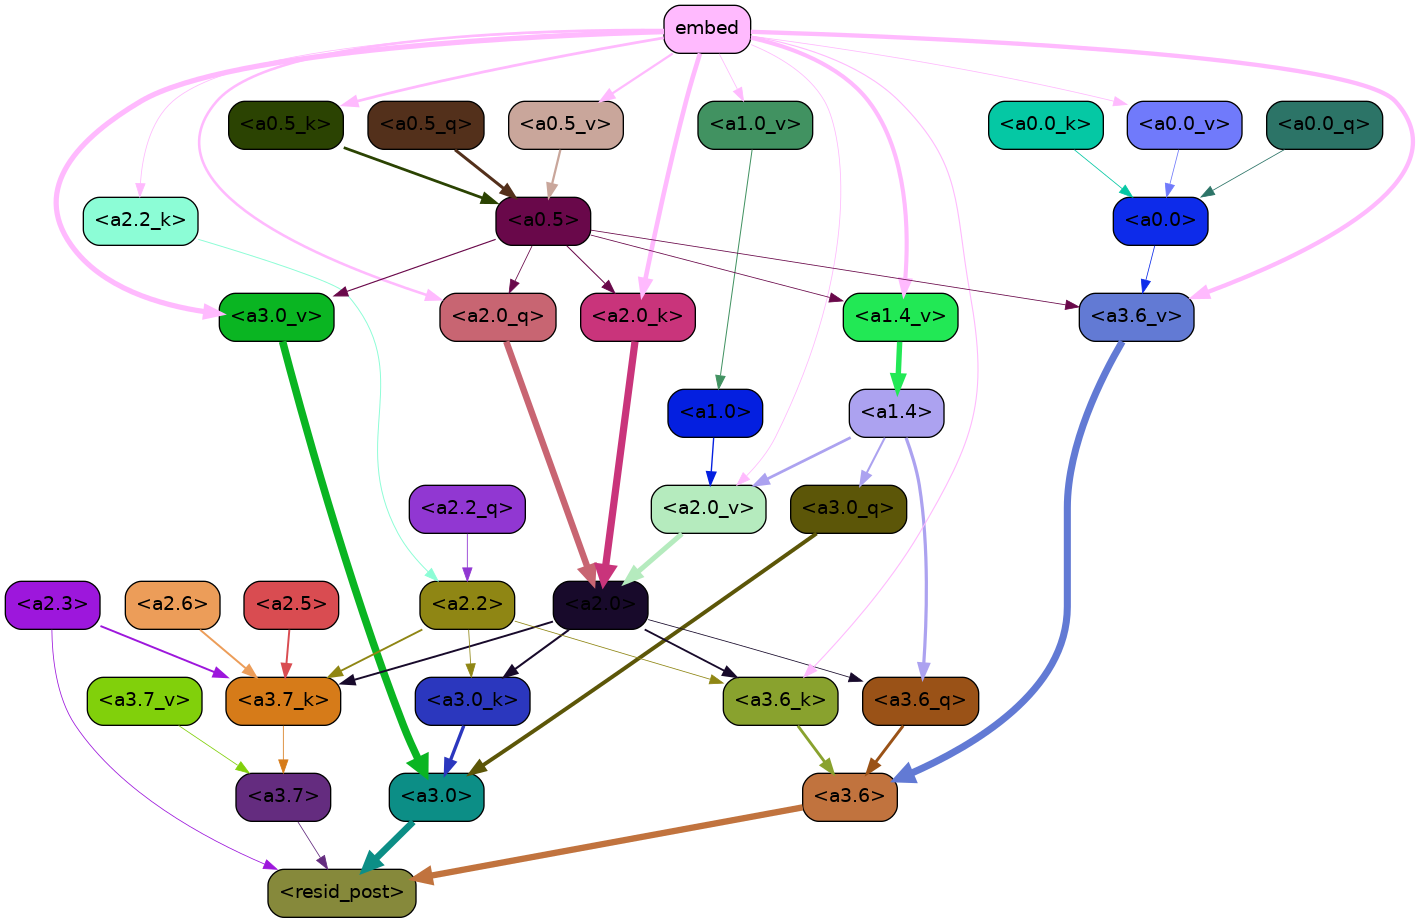 embed
<a0.5_k>
<a0.5_q>
<a0.5_v>
<a1.0_v>
<a0.0_k>
<a0.0_v>
<a0.0_q>
<a2.2_k>
<a0.5>
<a0.0>
<a3.0_v>
<a2.0_q>
<a2.0_k>
<a1.4_v>
<a3.6_v>
<a1.0>
<a1.4>
<a2.2_q>
<a2.0_v>
<a3.0_q>
<a2.3>
<a2.6>
<a2.5>
<a2.2>
<a2.0>
<a3.7_v>
<a3.7_k>
<a3.0_k>
<a3.6_k>
<a3.6_q>
<a3.7>
<a3.0>
<a3.6>
<resid_post>